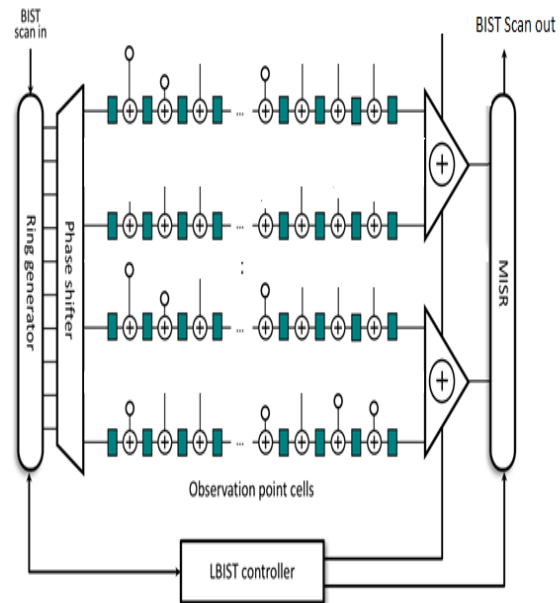 BIST
scan in
BIST Scan out
Ring generator
Phase shifter
...
...
:
...
...
MISR
Observation point cells
LBIST controller